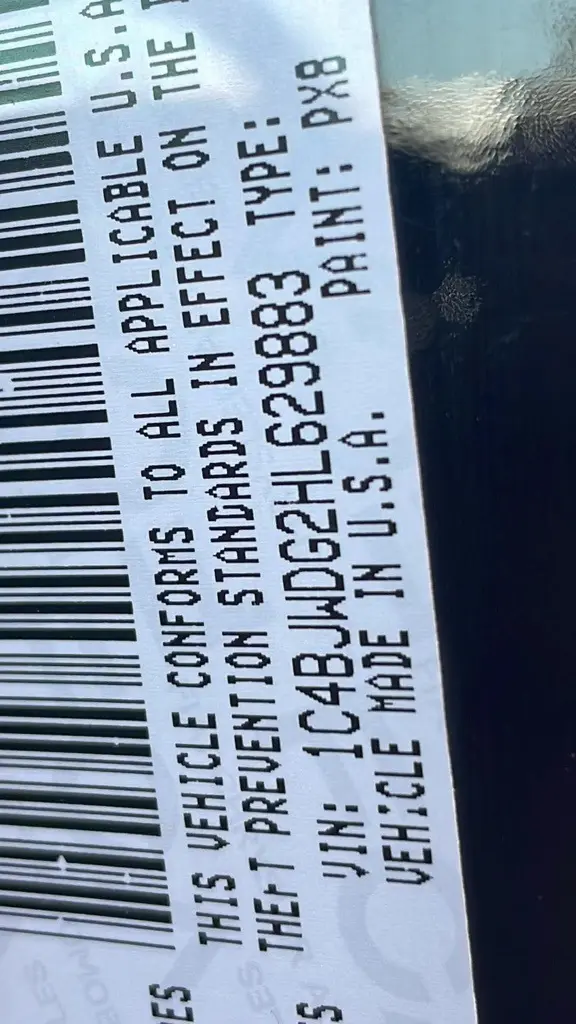 THIS VEHICLE CONFORMS TO ALL APPLICABLE U.S.A
THEFT PREVENTION STANDARDS IN EFFECT ON THE
VIN: 1C4BJWDG2HL629883 TYPE:
VEHICLE MADE IN U.S.A. PAINT: PX8